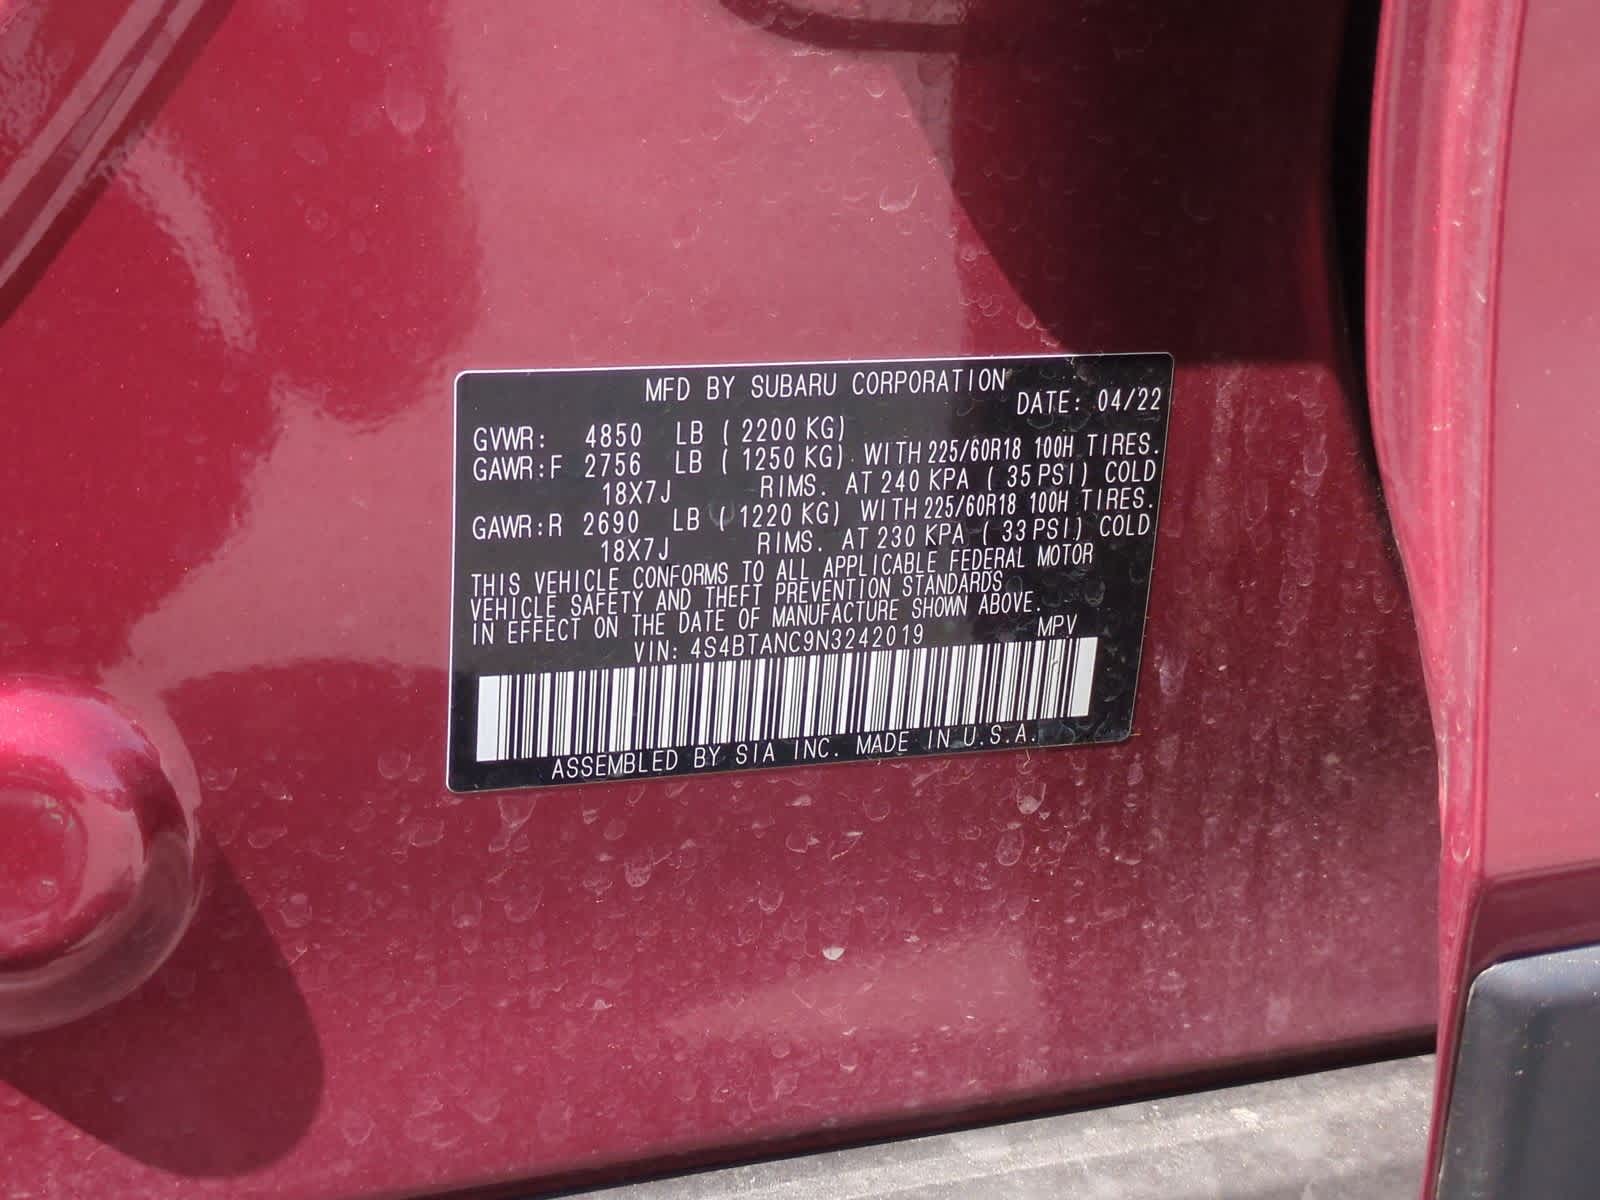 MFD BY SUBARU CORPORATION
DATE: 04/22
GVWR: 4850 LB ( 2200 KG)
GAWR:F 2756 LB ( 1250 KG). WITH 225/60R18 100H TIRES.
18X7J RIMS. AT 240 KPA ( 35 PSI) COLD
GAWR:R 2690 LB ( 1220 KG) WITH 225/60R18 100H TIRES.
18X7J RIMS. AT 230 KPA ( 33 PSI) COLD
THIS VEHICLE CONFORMS TO ALL APPLICABLE FEDERAL MOTOR
VEHICLE SAFETY AND THEFT PREVENTION STANDARDS
IN EFFECT ON THE DATE OF MANUFACTURE SHOWN ABOVE.
VIN: 4S4BTANC9N3242019 MPV
ASSEMBLED BY SIA INC. MADE IN U.S.A.